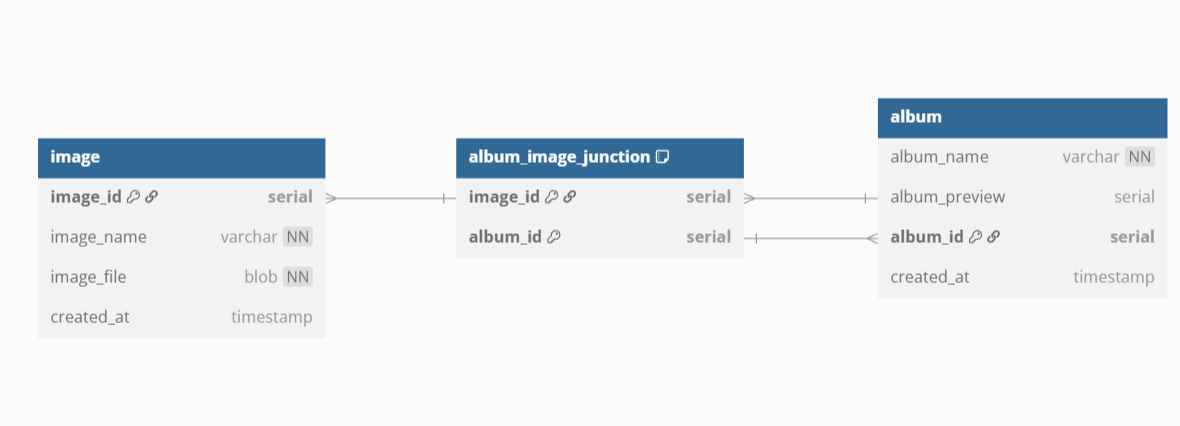 image
image_id serial
image_name varchar NN
image_file blob NN
created_at timestamp
album_image_junction
image_id serial
album_id serial
album
album_name varchar NN
album_preview serial
album_id serial
created_at timestamp